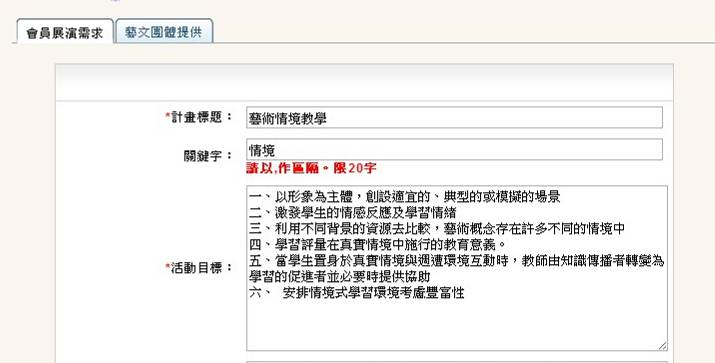 會員展演需求 藝文團體提供
*計畫標題： 藝術情境教學
關鍵字： 情境
請以,作區隔。限20字
*活動目標：
一、以形象為主體，創設適宜的、典型的或模擬的場景
二、激發學生的情感反應及學習情緒
三、利用不同背景的資源去比較，藝術概念存在許多不同的情境中
四、學習評量在真實情境中施行的教育意義。
五、當學生置身於真實情境與週遭環境互動時，教師由知識傳播者轉變為
學習的促進者並必要時提供協助
六、 安排情境式學習環境考慮豐富性